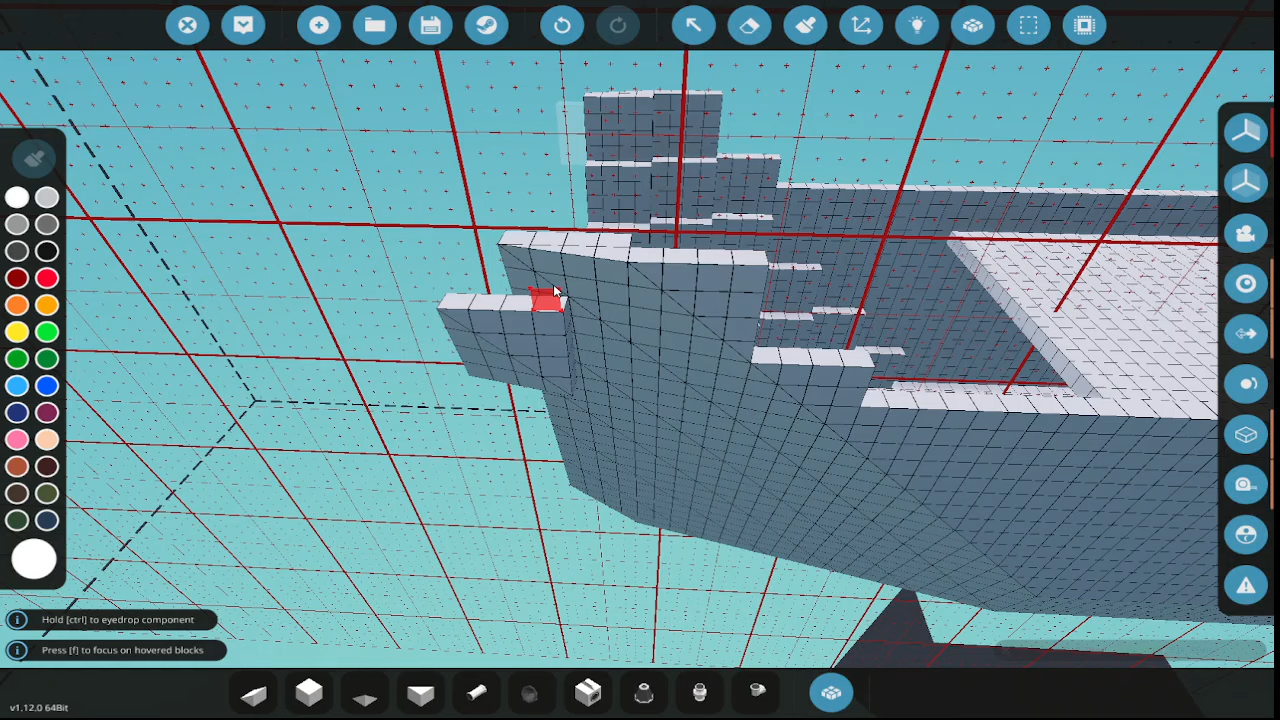 Hold [ctrl] to eyedrop component
Press [f] to focus on hovered blocks
v1.12.0 64Bit